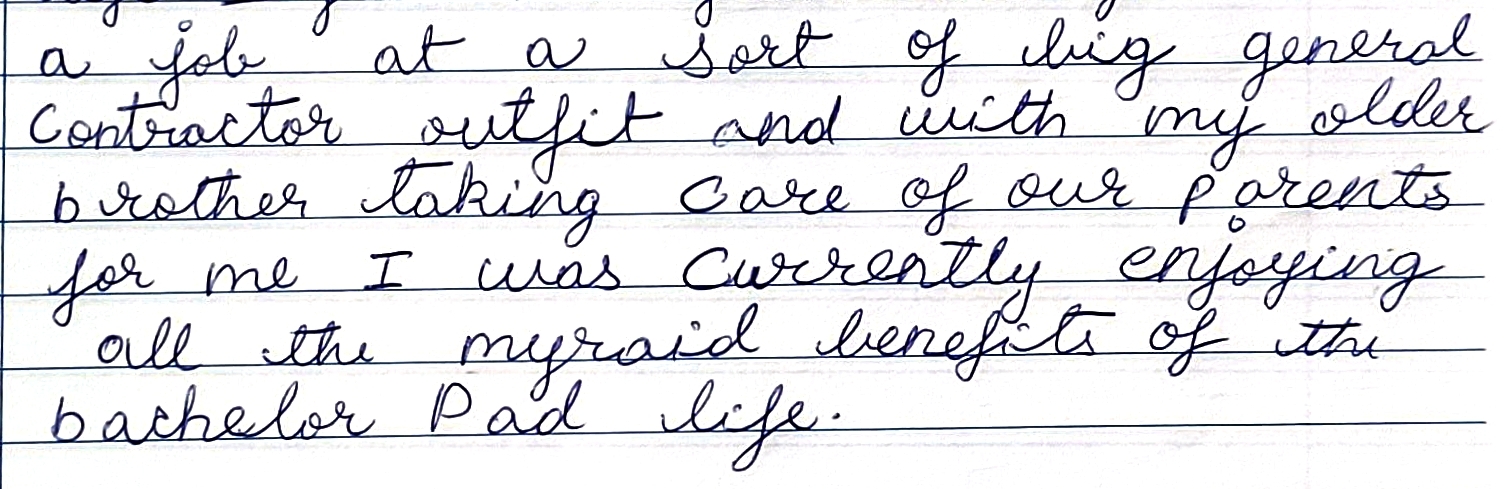 a job at a sort of big general
contractor outfit and with my older
brother taking care of our parents
for me I was currently enjoying
all the myraid benefits of the
bachelor Pad life.